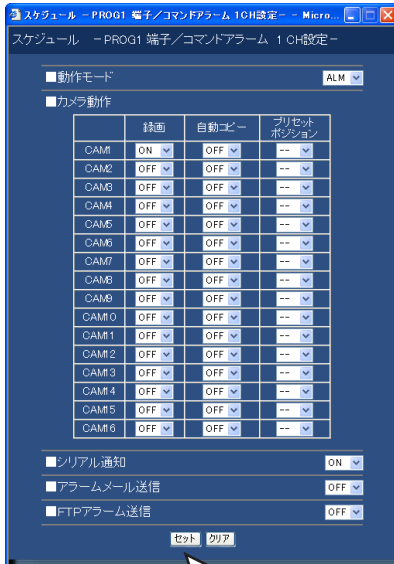 スケジュール －PROG1 端子／コマンドアラーム 1CH設定－ - Micro...
スケジュール －PROG1 端子／コマンドアラーム 1 CH設定－
■動作モード ALM
■カメラ動作
録画 自動コピー プリセットポジション
CAM1 ON OFF --
CAM2 OFF OFF --
CAM3 OFF OFF --
CAM4 OFF OFF --
CAM5 OFF OFF --
CAM6 OFF OFF --
CAM7 OFF OFF --
CAM8 OFF OFF --
CAM9 OFF OFF --
CAM10 OFF OFF --
CAM11 OFF OFF --
CAM12 OFF OFF --
CAM13 OFF OFF --
CAM14 OFF OFF --
CAM15 OFF OFF --
CAM16 OFF OFF --
■シリアル通知 ON
■アラームメール送信 OFF
■FTPアラーム送信 OFF
セット クリア